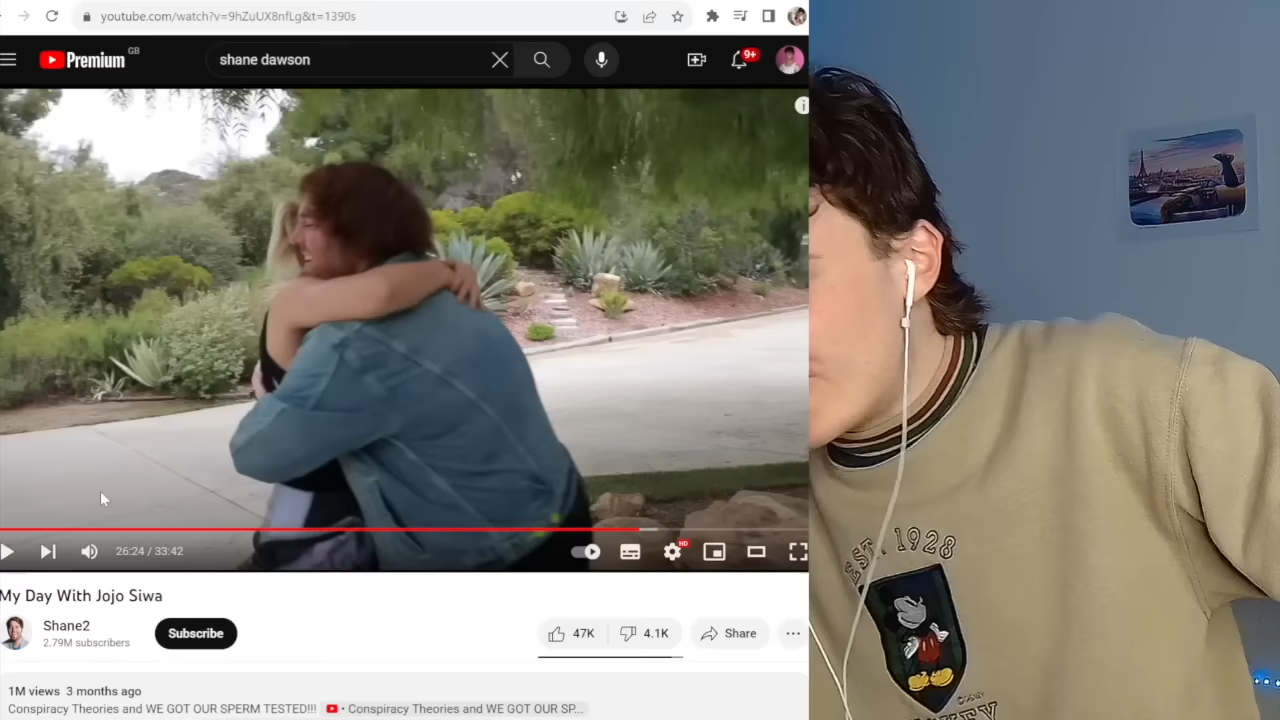 youtube.com/watch?v=9hZuUX8nfLg&t=1390s
Premium GB
shane dawson
9+
26:24 / 33:42
HD
My Day With Jojo Siwa
Shane2
2.79M subscribers
Subscribe
47K
4.1K
Share
1M views 3 months ago
Conspiracy Theories and WE GOT OUR SPERM TESTED!!! • Conspiracy Theories and WE GOT OUR SP...
EST. 1928